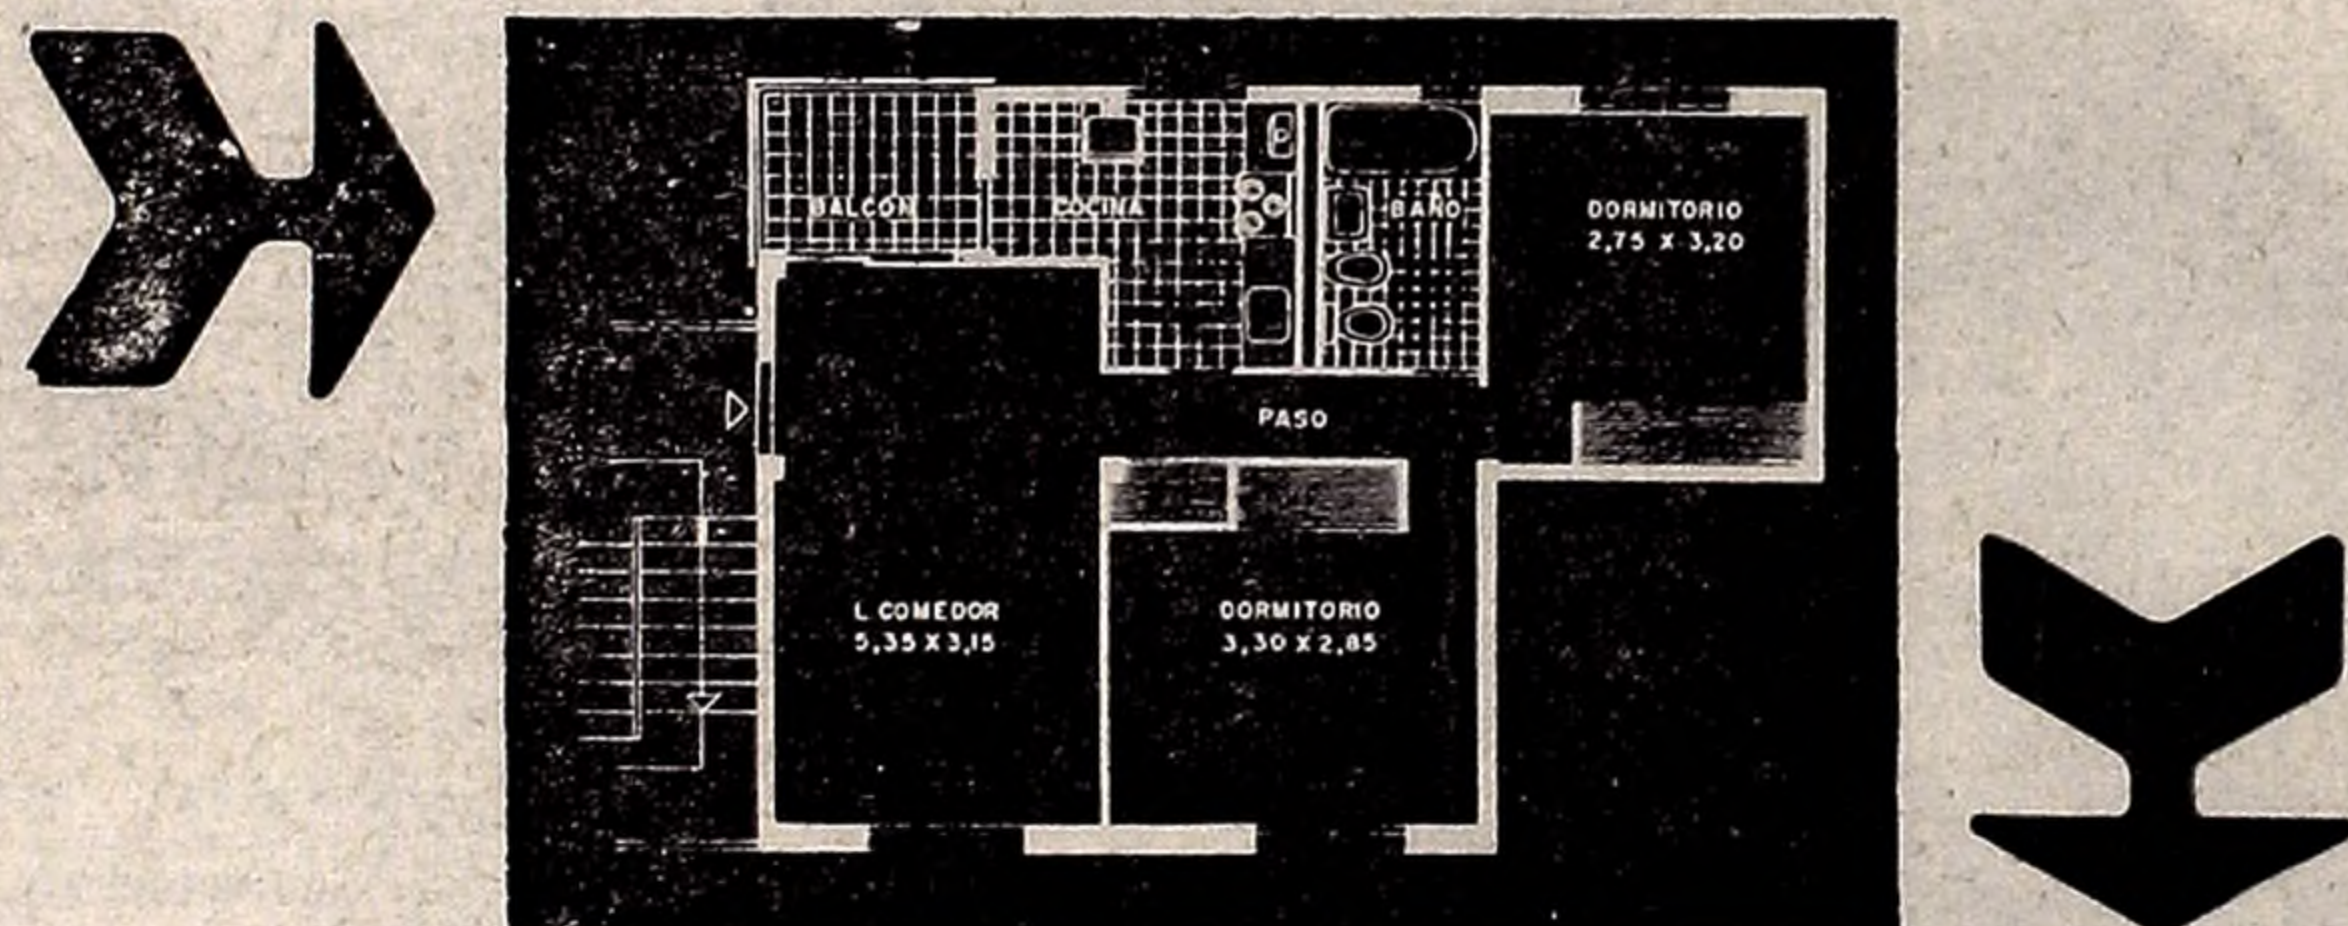 BALCON
COCINA
BAÑO
DORMITORIO
2,75 X 3,20
PASO
L.COMEDOR
5,35 X 3,15
DORMITORIO
3,30 X 2,85